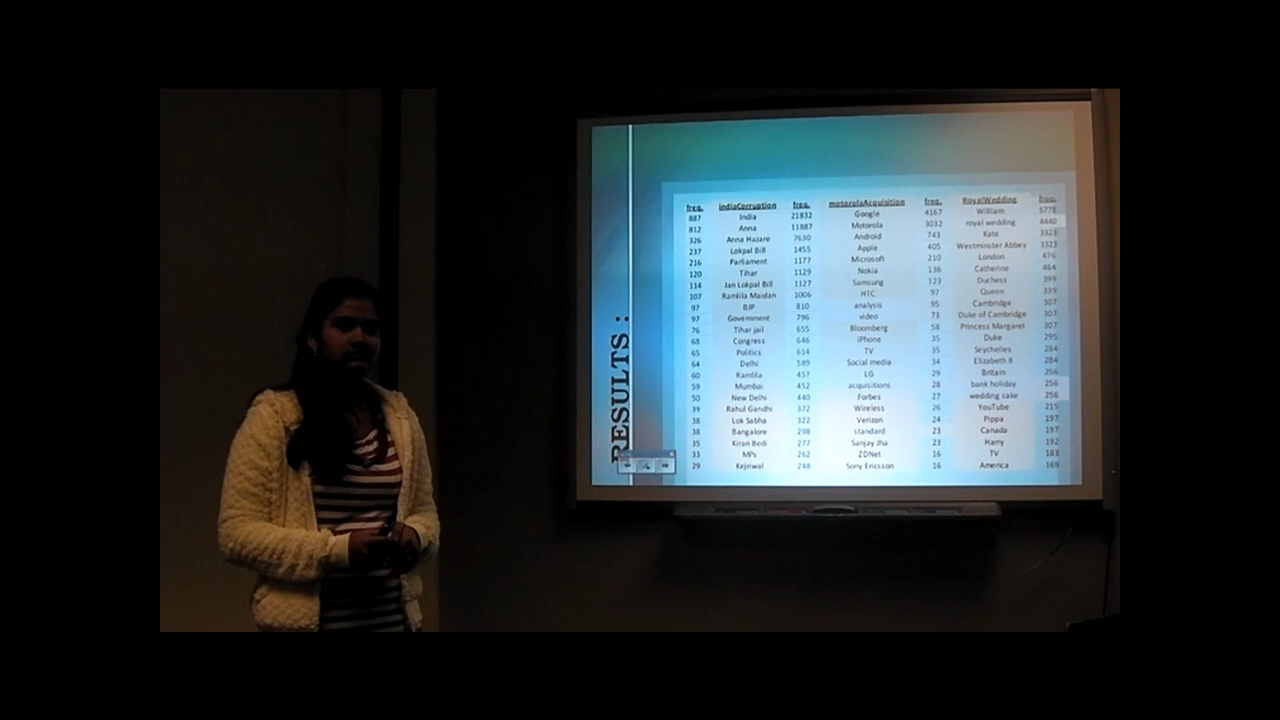 RESULTS :
freq. indiaCorruption freq. motorolaAcquisition freq. RoyalWedding freq.
887 India 21832 Google 4167 William 5778
812 Anna 11887 Motorola 3032 royal wedding 4440
326 Anna Hazare 7630 Android 743 Kate 3323
237 Lokpal Bill 1455 Apple 405 Westminster Abbey 3323
216 Parliament 1177 Microsoft 210 London 476
120 Tihar 1129 Nokia 136 Catherine 464
114 Jan Lokpal Bill 1127 Samsung 123 Duchess 399
107 Ramlila Maidan 1006 HTC 97 Queen 339
97 BJP 810 analysis 95 Cambridge 307
97 Government 796 video 73 Duke of Cambridge 307
76 Tihar jail 655 Bloomberg 58 Princess Margaret 307
68 Congress 646 iPhone 35 Duke 295
65 Politics 614 TV 35 Seychelles 284
64 Delhi 589 Social media 34 Elizabeth II 284
60 Ramlila 457 LG 29 Britain 256
59 Mumbai 452 acquisitions 28 bank holiday 256
50 New Delhi 440 Forbes 27 wedding cake 256
39 Rahul Gandhi 372 Wireless 26 YouTube 215
38 Lok Sabha 322 Verizon 24 Pippa 197
38 Bangalore 298 standard 23 Canada 197
35 Kiran Bedi 277 Sanjay Jha 23 Harry 192
33 MPs 262 ZDNet 16 TV 183
29 Kejriwal 248 Sony Ericsson 16 America 169